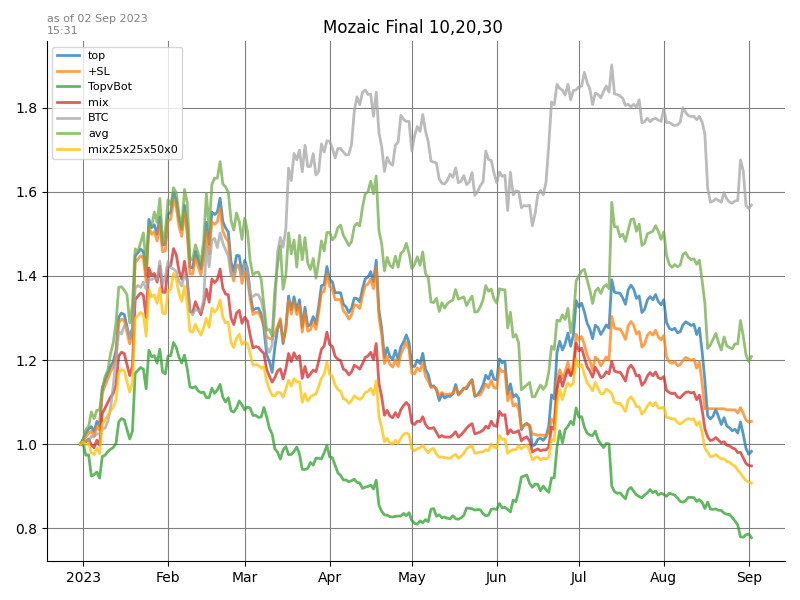 as of 02 Sep 2023
15:31
Mozaic Final 10,20,30
top
+SL
TopvBot
mix
BTC
avg
mix25x25x50x0
1.8
1.6
1.4
1.2
1.0
0.8
2023 Feb Mar Apr May Jun Jul Aug Sep